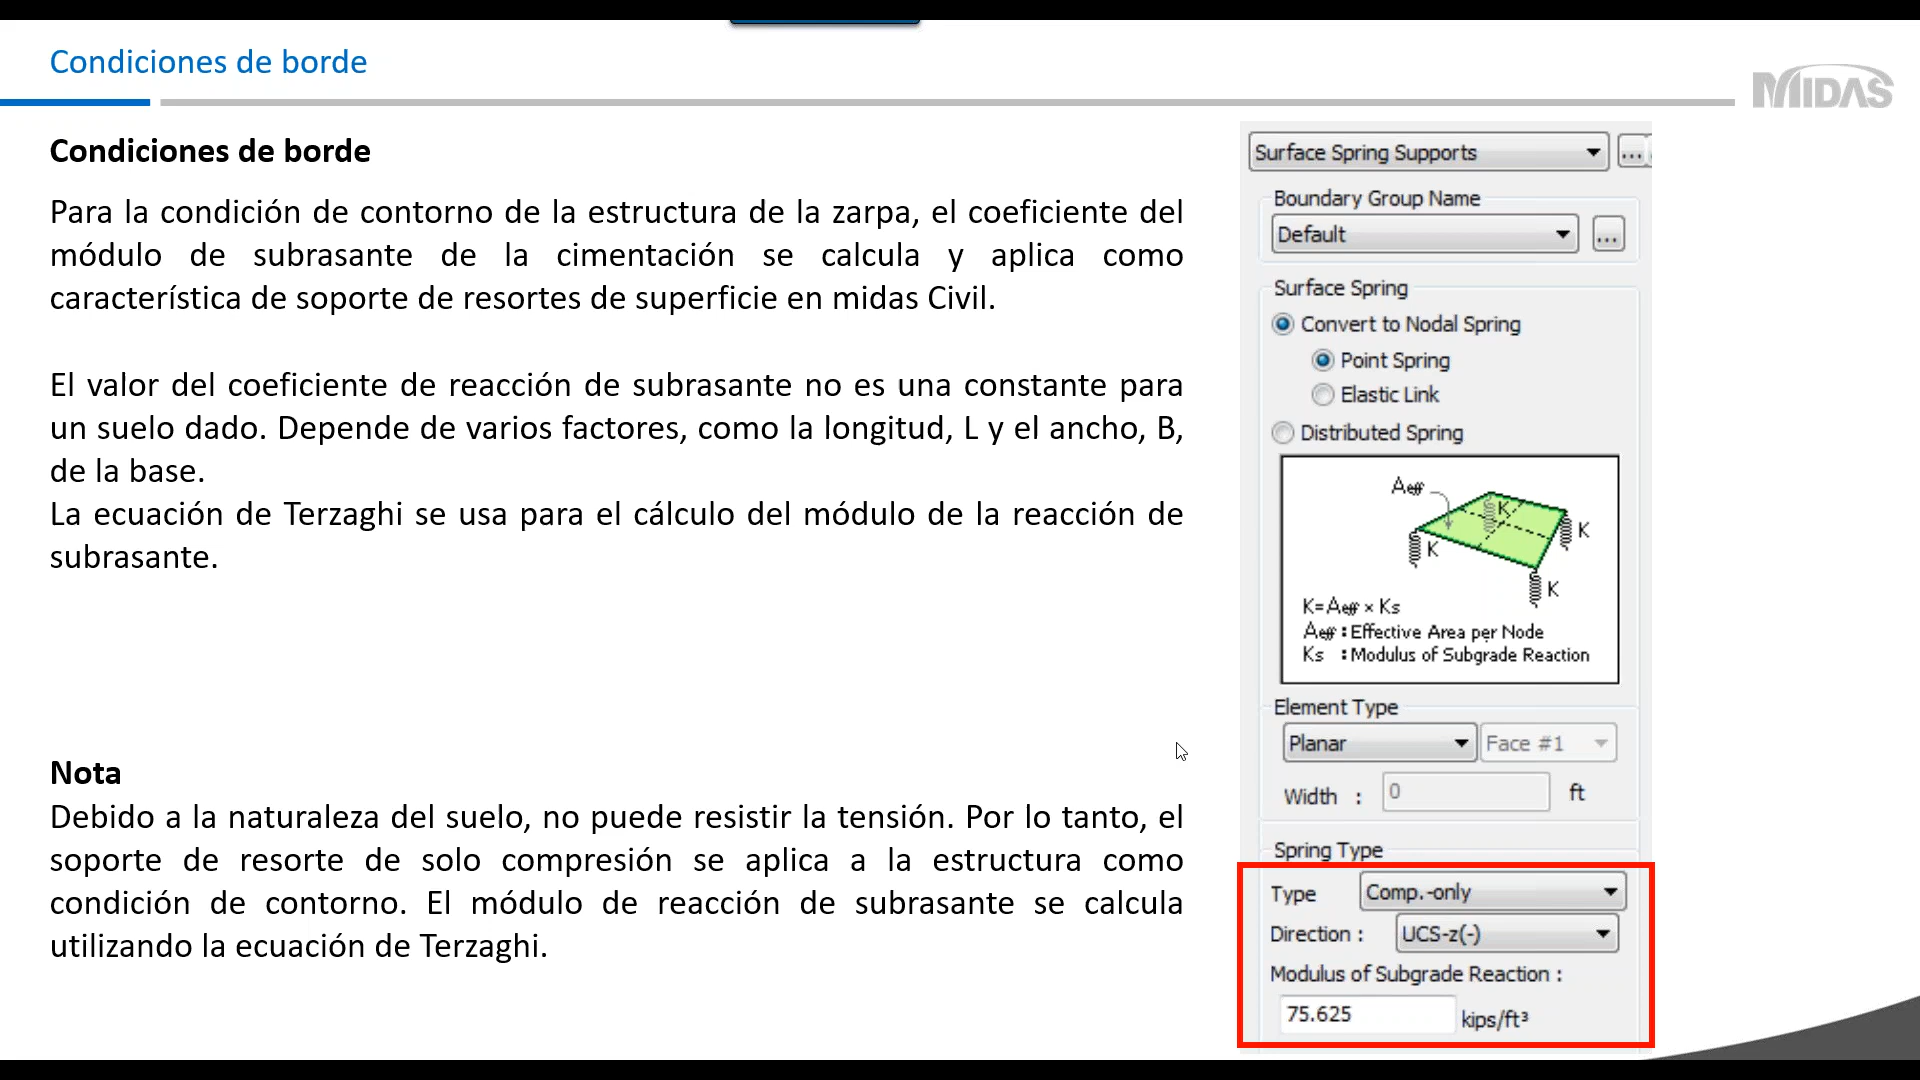 Condiciones de borde
MIDAS
Condiciones de borde
Para la condición de contorno de la estructura de la zarpa, el coeficiente del
módulo de subrasante de la cimentación se calcula y aplica como
característica de soporte de resortes de superficie en midas Civil.
El valor del coeficiente de reacción de subrasante no es una constante para
un suelo dado. Depende de varios factores, como la longitud, L y el ancho, B,
de la base.
La ecuación de Terzaghi se usa para el cálculo del módulo de la reacción de
subrasante.
Nota
Debido a la naturaleza del suelo, no puede resistir la tensión. Por lo tanto, el
soporte de resorte de solo compresión se aplica a la estructura como
condición de contorno. El módulo de reacción de subrasante se calcula
utilizando la ecuación de Terzaghi.
Surface Spring Supports ...
Boundary Group Name
Default ...
Surface Spring
Convert to Nodal Spring
Point Spring
Elastic Link
Distributed Spring
Aeff
K
K
K
K
K=Aeff × Ks
Aeff : Effective Area per Node
Ks : Modulus of Subgrade Reaction
Element Type
Planar Face #1
Width : 0 ft
Spring Type
Type Comp.-only
Direction : UCS-z(-)
Modulus of Subgrade Reaction :
75.625 kips/ft³